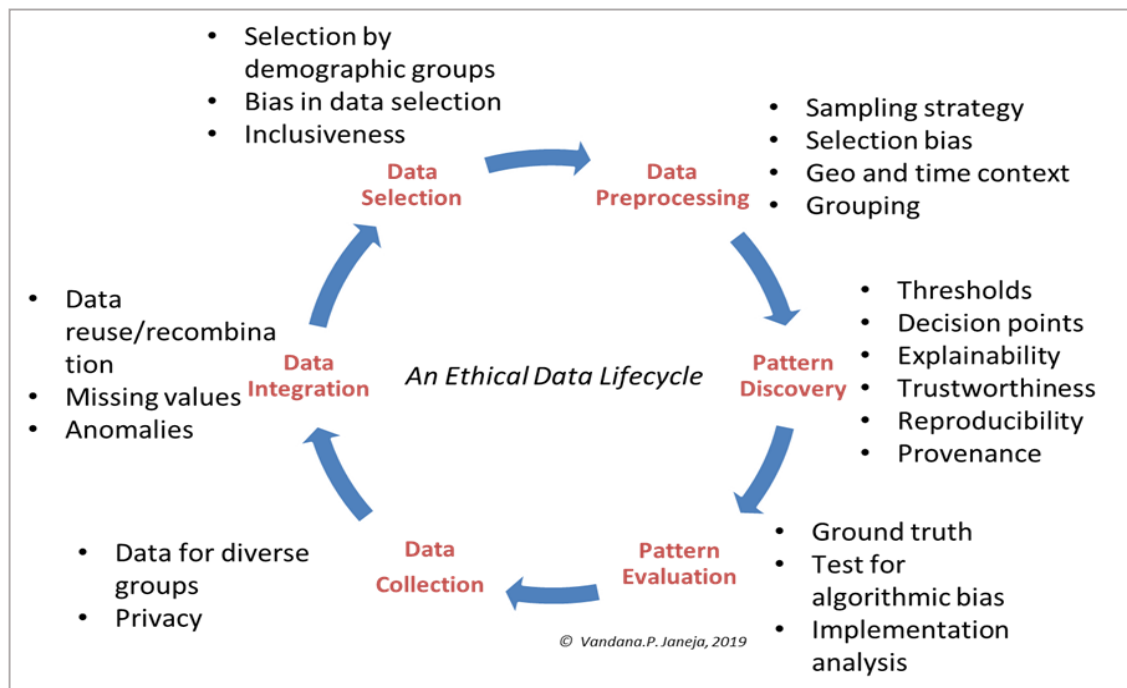 • Selection by
demographic groups
• Bias in data selection
• Inclusiveness
Data
Selection
Data
Preprocessing
• Sampling strategy
• Selection bias
• Geo and time context
• Grouping
Pattern
Discovery
• Thresholds
• Decision points
• Explainability
• Trustworthiness
• Reproducibility
• Provenance
Pattern
Evaluation
• Ground truth
• Test for
algorithmic bias
• Implementation
analysis
Data
Collection
• Data for diverse
groups
• Privacy
Data
Integration
• Data
reuse/recombina
tion
• Missing values
• Anomalies
An Ethical Data Lifecycle
© Vandana.P. Janeja, 2019